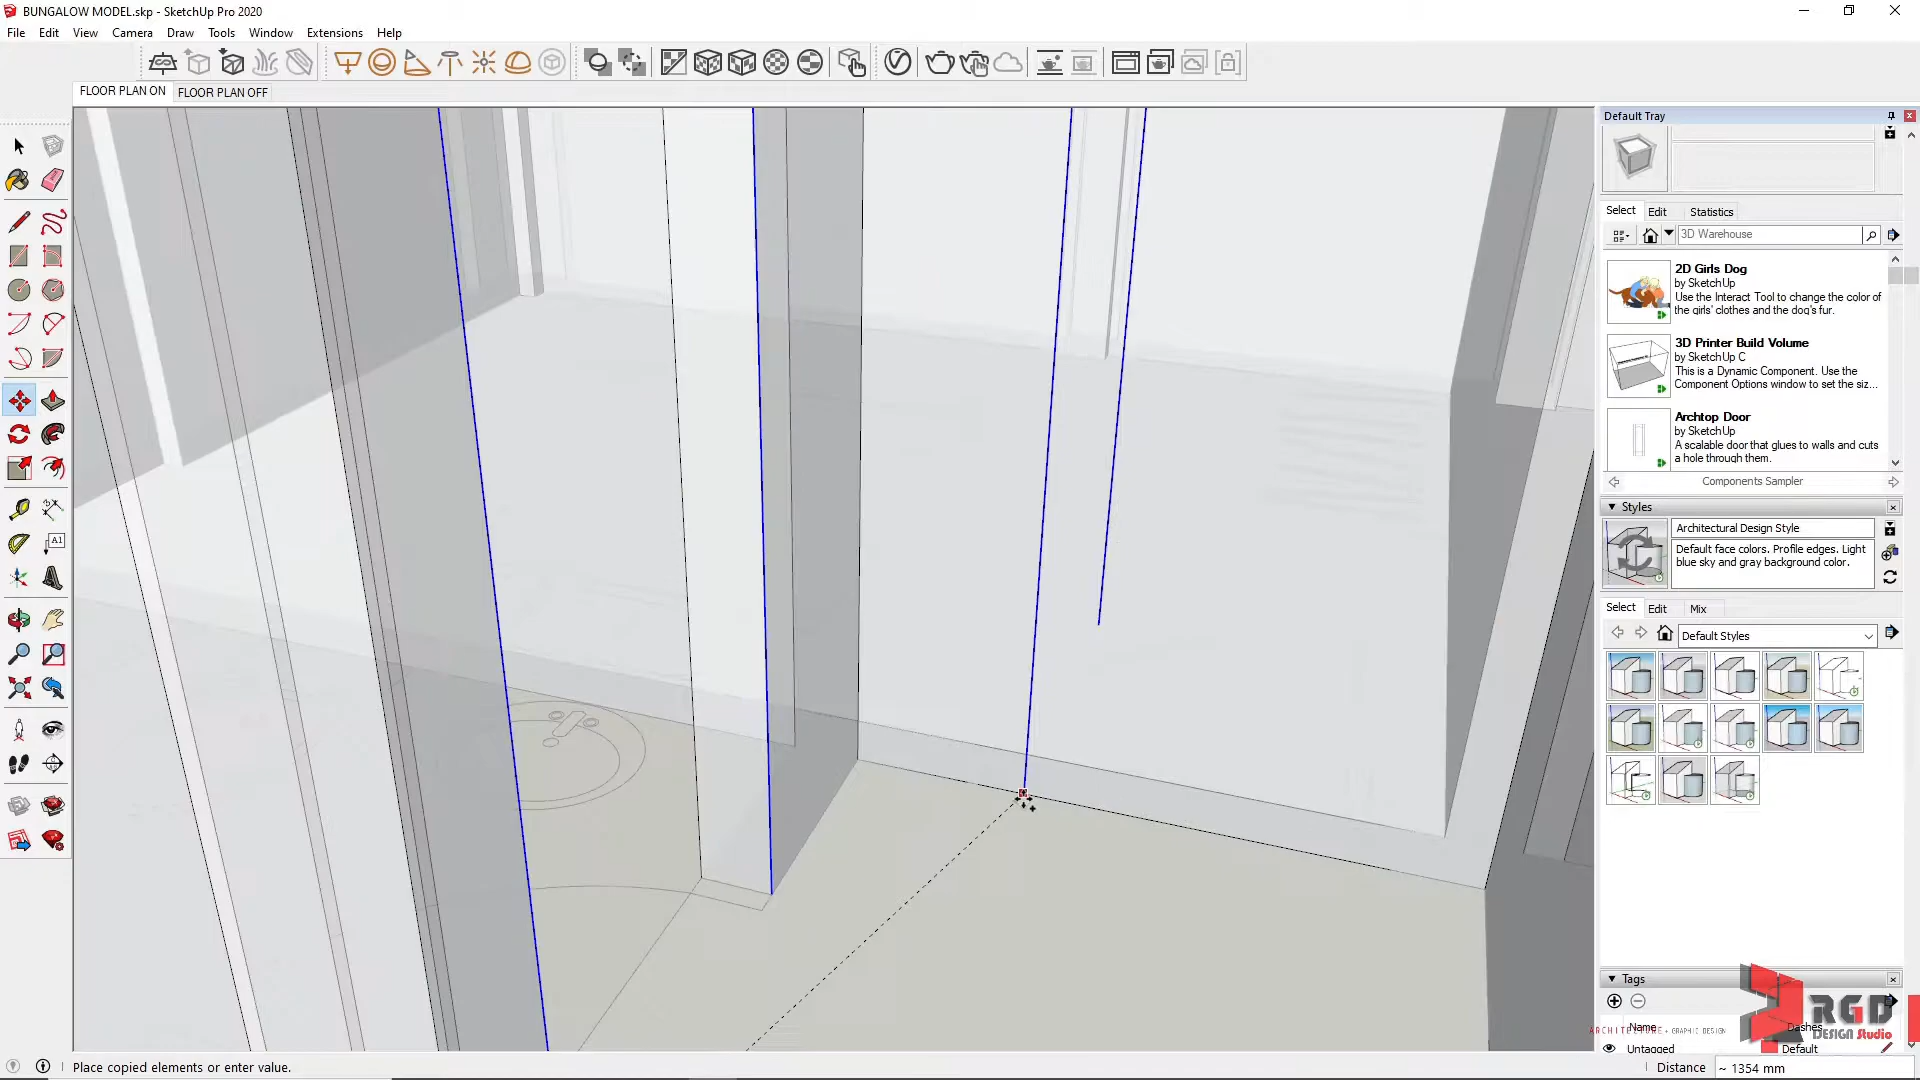 BUNGALOW MODEL.skp - SketchUp Pro 2020
File Edit View Camera Draw Tools Window Extensions Help
FLOOR PLAN ON FLOOR PLAN OFF
Default Tray
Select Edit Statistics
3D Warehouse
2D Girls Dog
by SketchUp
Use the Interact Tool to change the color of
the girls' clothes and the dog's fur.
3D Printer Build Volume
by SketchUp C
This is a Dynamic Component. Use the
Component Options window to set the siz...
Archtop Door
by SketchUp
A scalable door that glues to walls and cuts
a hole through them.
Components Sampler
Styles
Architectural Design Style
Default face colors. Profile edges. Light
blue sky and gray background color.
Select Edit Mix
Default Styles
A1
Tags
Name Dashes
Untagged Default
ARCHITECTURE + GRAPHIC DESIGN
RGD
DESIGN Studio
Place copied elements or enter value.
Distance ~ 1354 mm